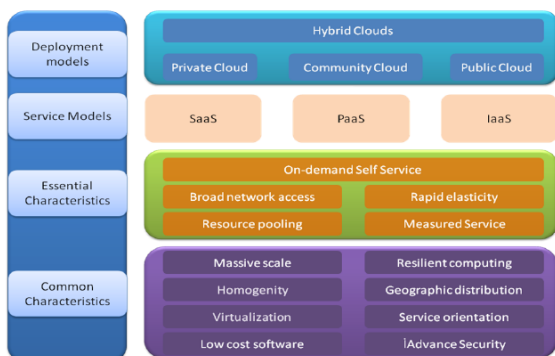 Deployment
models
Hybrid Clouds
Private Cloud
Community Cloud
Public Cloud
Service Models
SaaS
PaaS
IaaS
Essential
Characteristics
On-demand Self Service
Broad network access
Rapid elasticity
Resource pooling
Measured Service
Common
Characteristics
Massive scale
Resilient computing
Homogenity
Geographic distribution
Virtualization
Service orientation
Low cost software
lAdvance Security